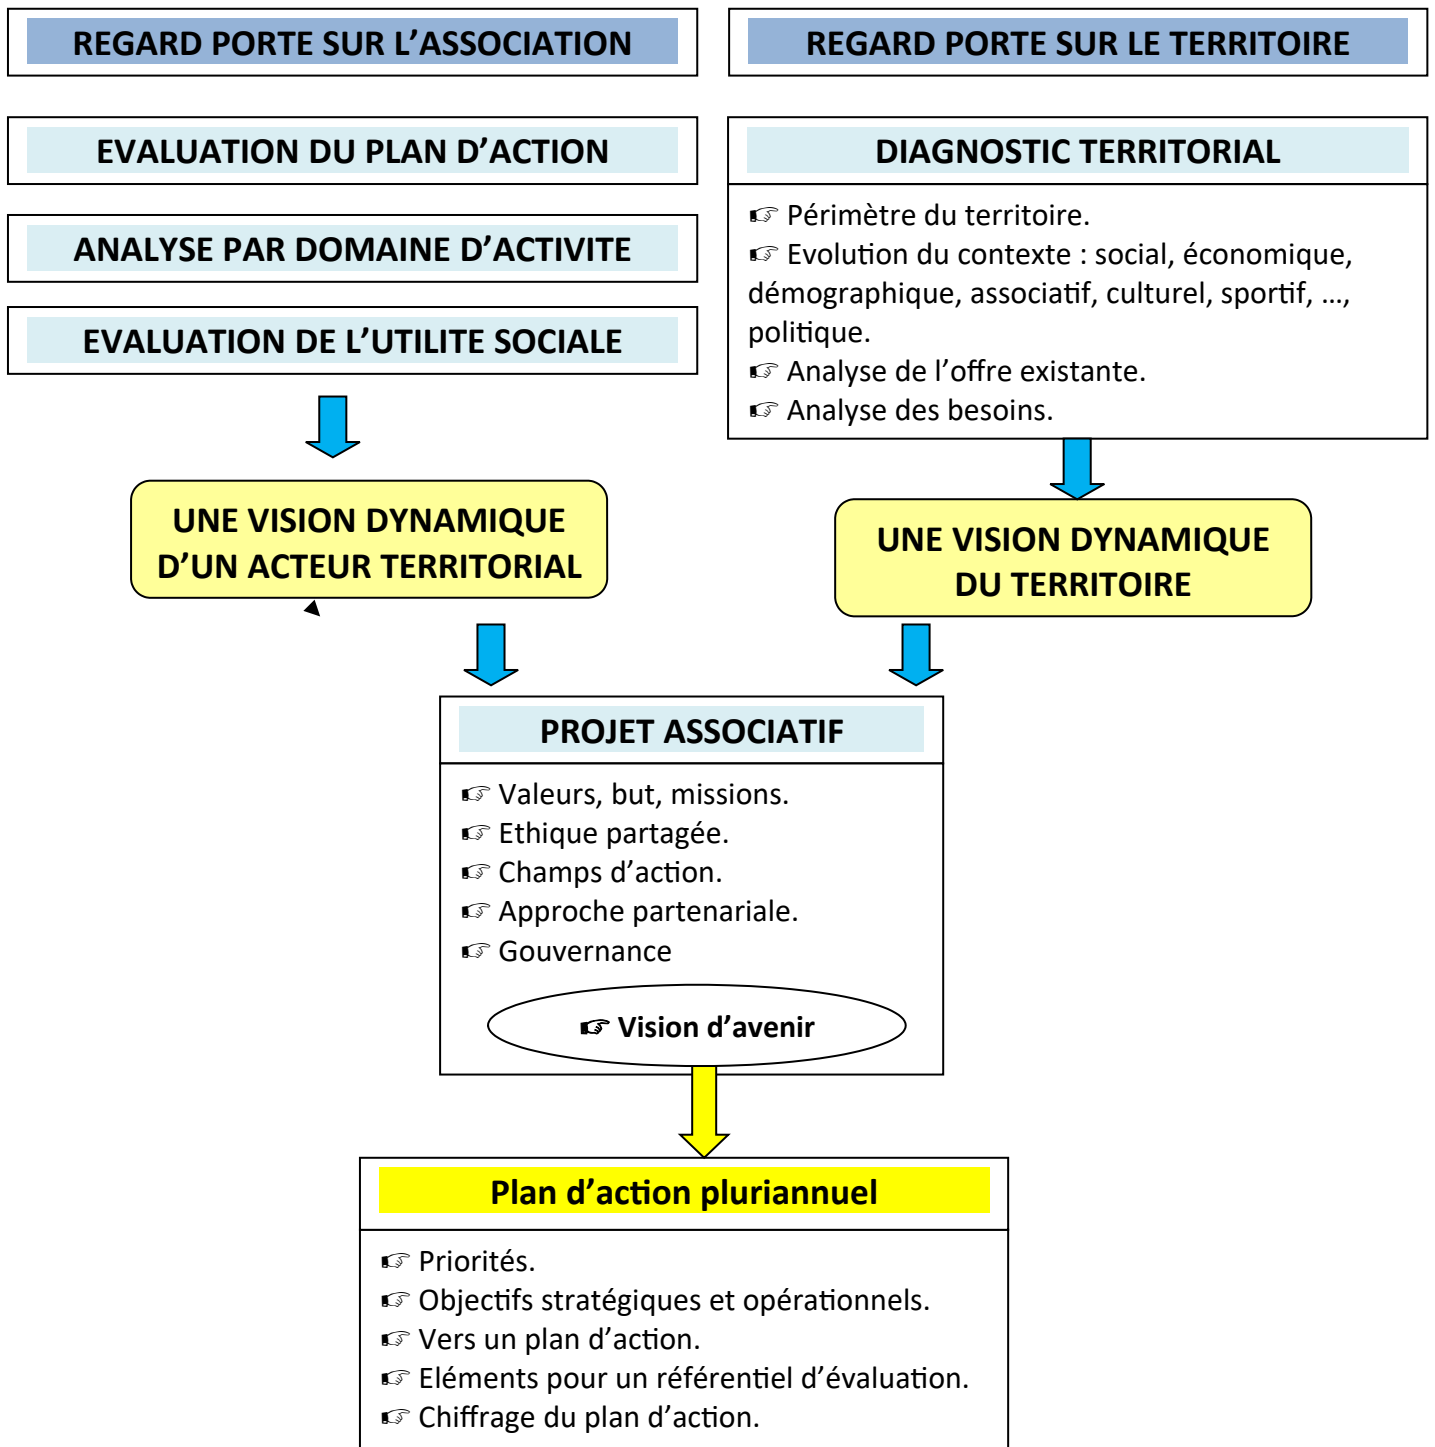 REGARD PORTE SUR L’ASSOCIATION
REGARD PORTE SUR LE TERRITOIRE
EVALUATION DU PLAN D’ACTION
ANALYSE PAR DOMAINE D’ACTIVITE
EVALUATION DE L’UTILITE SOCIALE
DIAGNOSTIC TERRITORIAL
☞ Périmètre du territoire.
☞ Evolution du contexte : social, économique,
démographique, associatif, culturel, sportif, …,
politique.
☞ Analyse de l’offre existante.
☞ Analyse des besoins.
UNE VISION DYNAMIQUE
D’UN ACTEUR TERRITORIAL
UNE VISION DYNAMIQUE
DU TERRITOIRE
PROJET ASSOCIATIF
☞ Valeurs, but, missions.
☞ Ethique partagée.
☞ Champs d’action.
☞ Approche partenariale.
☞ Gouvernance
☞ Vision d’avenir
Plan d’action pluriannuel
☞ Priorités.
☞ Objectifs stratégiques et opérationnels.
☞ Vers un plan d’action.
☞ Eléments pour un référentiel d’évaluation.
☞ Chiffrage du plan d’action.